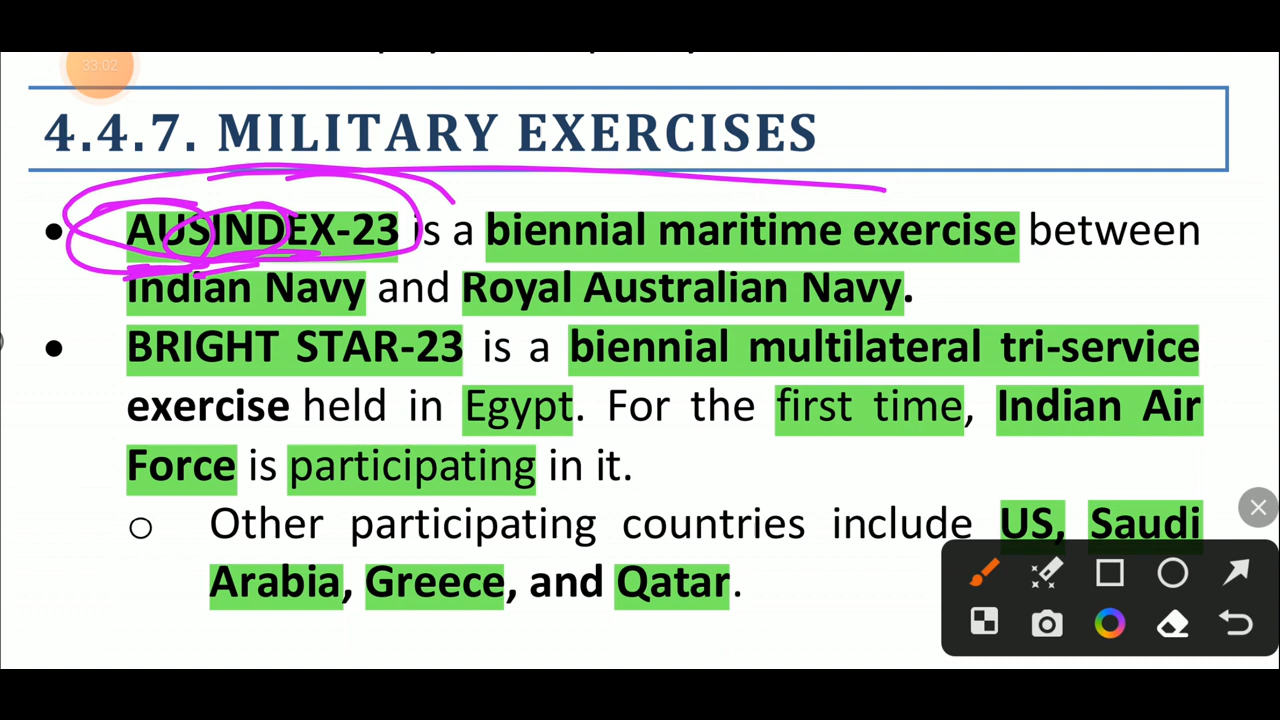 33:02
4.4.7. MILITARY EXERCISES
• AUSINDEX-23 is a biennial maritime exercise between
Indian Navy and Royal Australian Navy.
• BRIGHT STAR-23 is a biennial multilateral tri-service
exercise held in Egypt. For the first time, Indian Air
Force is participating in it.
o Other participating countries include US, Saudi
Arabia, Greece, and Qatar.